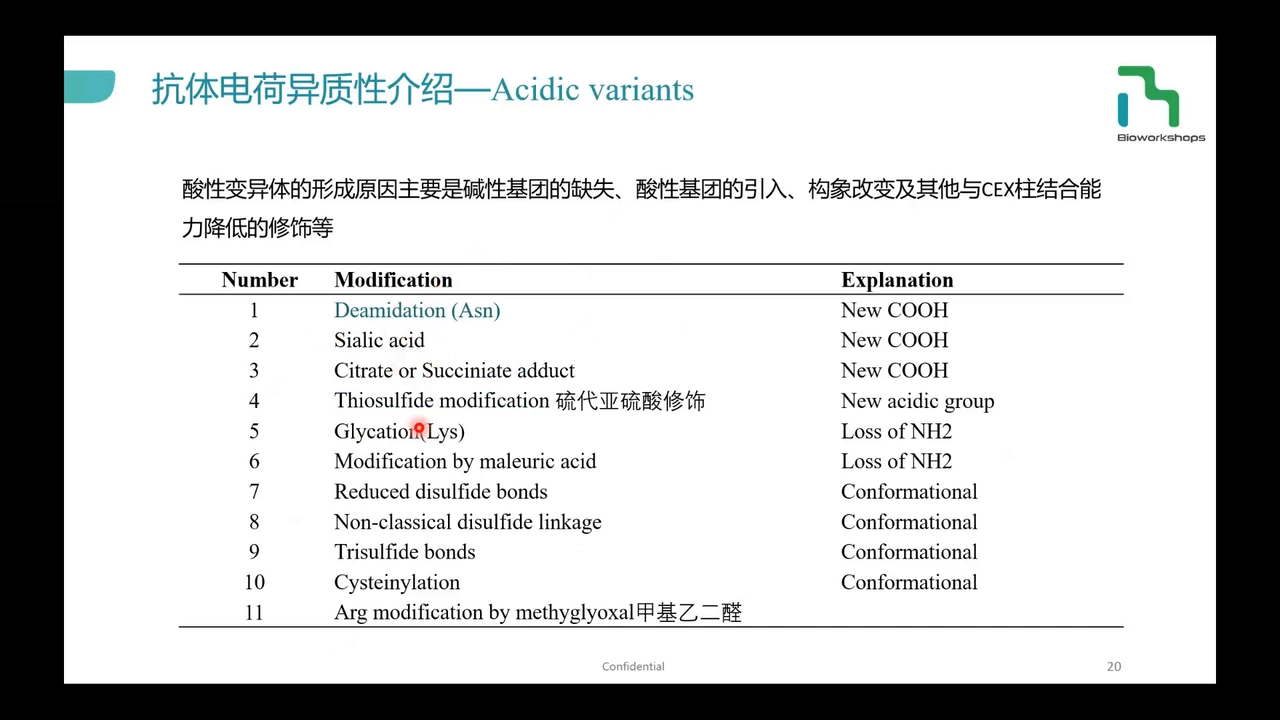 抗体电荷异质性介绍—Acidic variants
Bioworkshops
酸性变异体的形成原因主要是碱性基团的缺失、酸性基团的引入、构象改变及其他与CEX柱结合能
力降低的修饰等
Number Modification Explanation
1 Deamidation (Asn) New COOH
2 Sialic acid New COOH
3 Citrate or Succiniate adduct New COOH
4 Thiosulfide modification 硫代亚硫酸修饰 New acidic group
5 Glycation(Lys) Loss of NH2
6 Modification by maleuric acid Loss of NH2
7 Reduced disulfide bonds Conformational
8 Non-classical disulfide linkage Conformational
9 Trisulfide bonds Conformational
10 Cysteinylation Conformational
11 Arg modification by methyglyoxal甲基乙二醛
Confidential
20